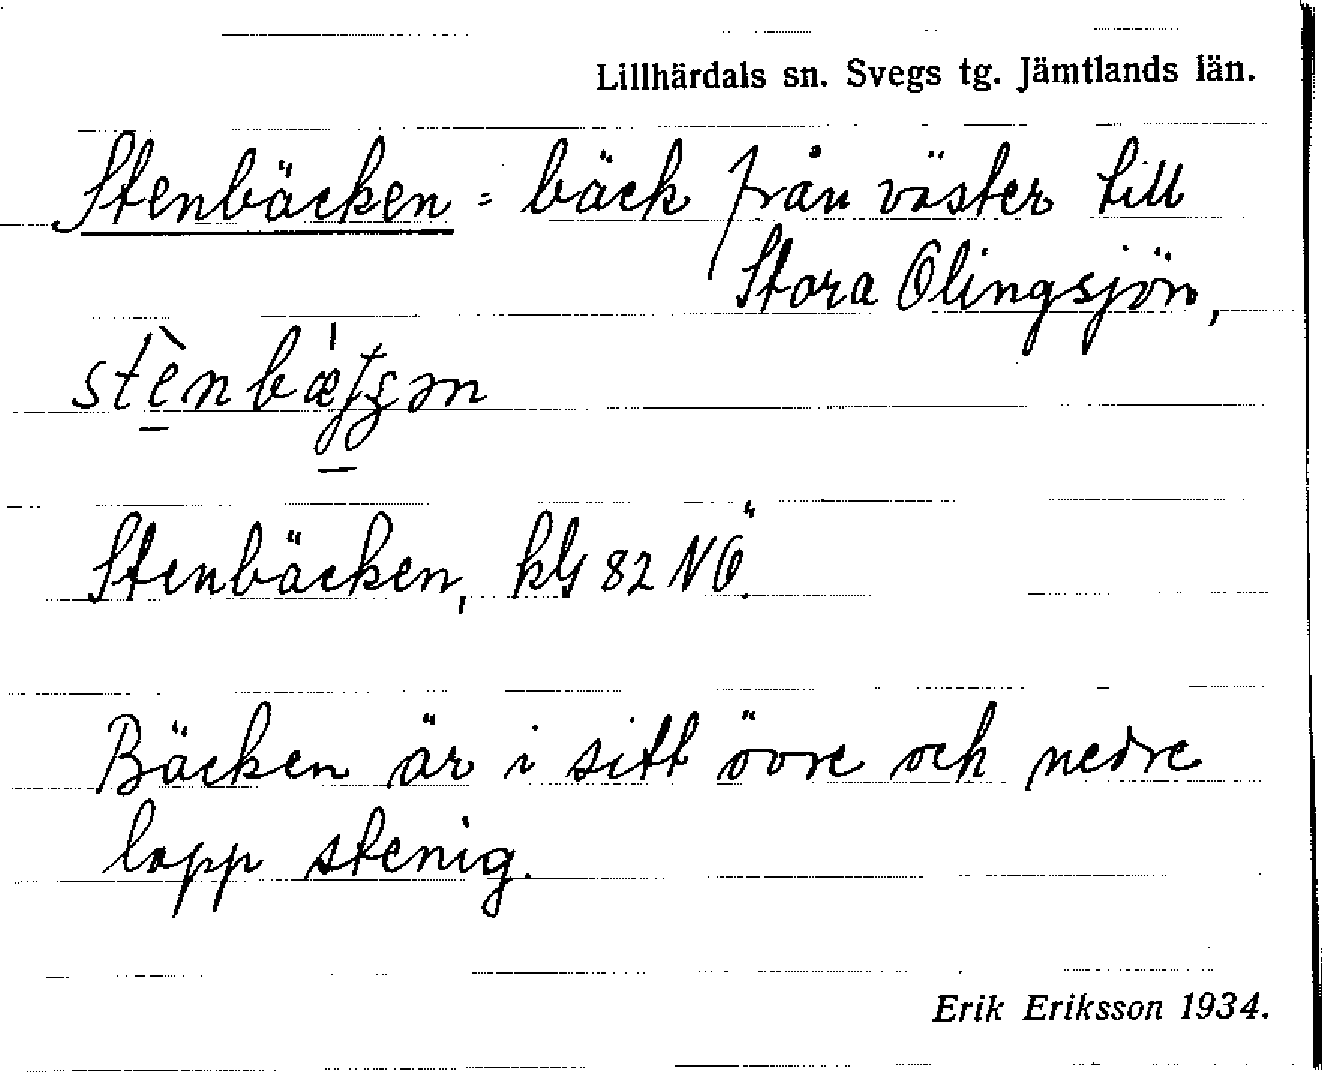 Lillhärdals sn. Svegs tg. Jämtlands län.
Stenbäcken = bäck från väster till
Stora Olingsjön,
Stenbäcken, kbl 82 NÖ.
Bäcken är i sitt övre och nedre
lopp stenig.
Erik Eriksson 1934.